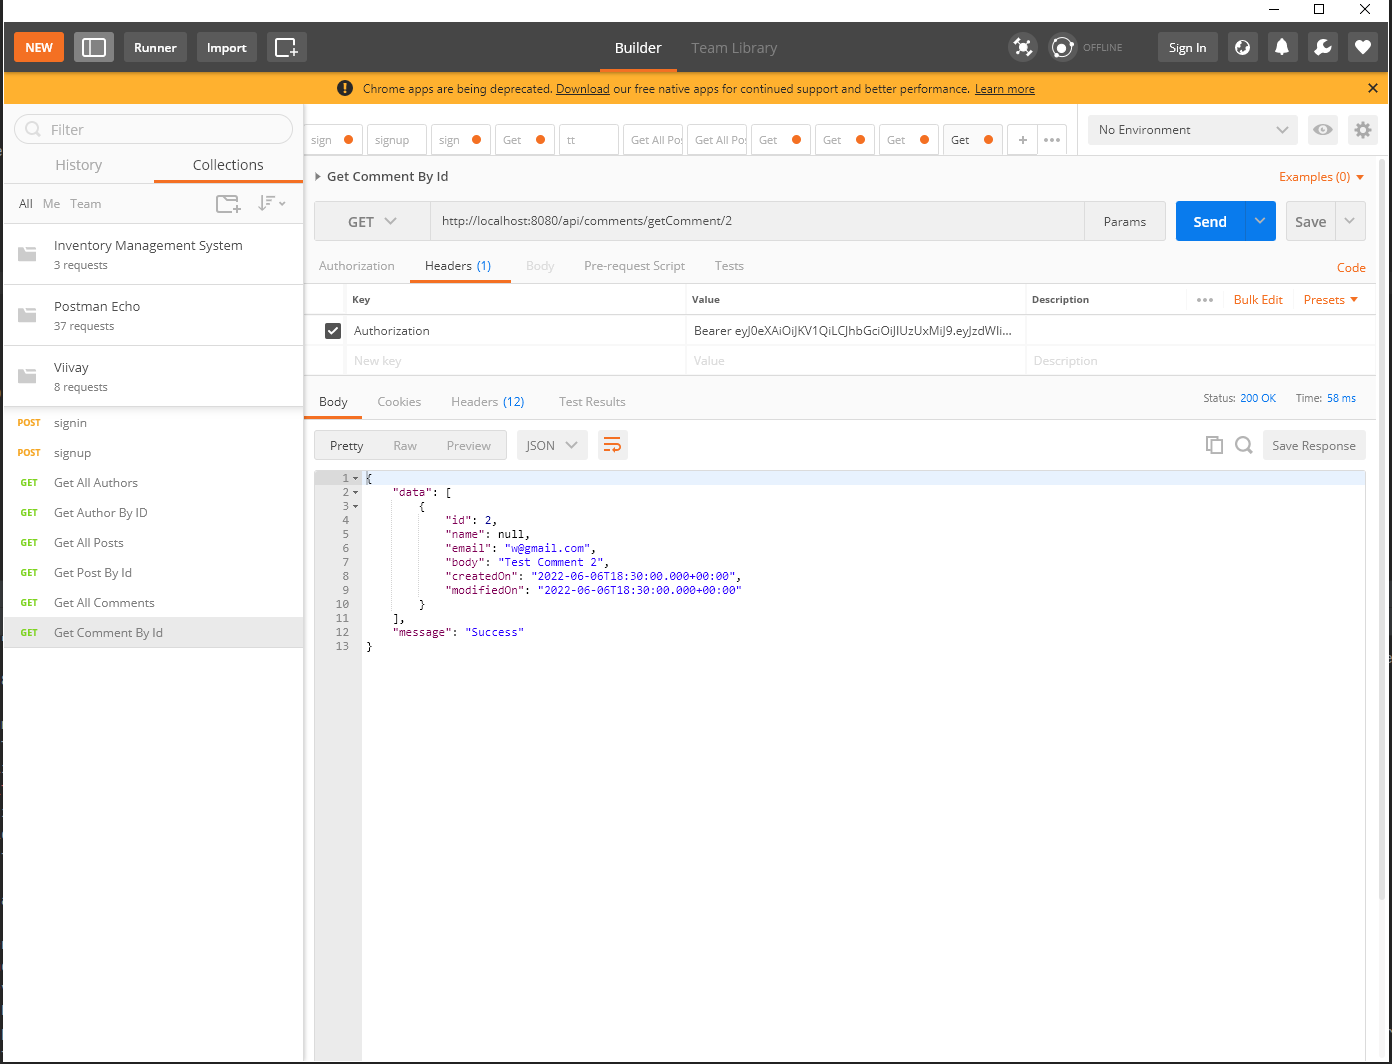 NEW
Runner
Import
Builder
Team Library
OFFLINE
Sign In
Chrome apps are being deprecated. Download our free native apps for continued support and better performance. Learn more
Filter
History
Collections
All Me Team
Inventory Management System
3 requests
Postman Echo
37 requests
Viivay
8 requests
POST signin
POST signup
GET Get All Authors
GET Get Author By ID
GET Get All Posts
GET Get Post By Id
GET Get All Comments
GET Get Comment By Id
sign
signup
sign
Get
tt
Get All Pos
Get All Pos
Get
Get
Get
Get
+
No Environment
Get Comment By Id
Examples (0)
GET
http://localhost:8080/api/comments/getComment/2
Params
Send
Save
Authorization
Headers (1)
Body
Pre-request Script
Tests
Code
Key Value Description
Bulk Edit
Presets
Authorization Bearer eyJ0eXAiOiJKV1QiLCJhbGciOiJIUzUxMiJ9.eyJzdWIi...
New key Value Description
Body
Cookies
Headers (12)
Test Results
Status: 200 OK
Time: 58 ms
Pretty
Raw
Preview
JSON
Save Response
1 {
2 "data": [
3 {
4 "id": 2,
5 "name": null,
6 "email": "w@gmail.com",
7 "body": "Test Comment 2",
8 "createdOn": "2022-06-06T18:30:00.000+00:00",
9 "modifiedOn": "2022-06-06T18:30:00.000+00:00"
10 }
11 ],
12 "message": "Success"
13 }